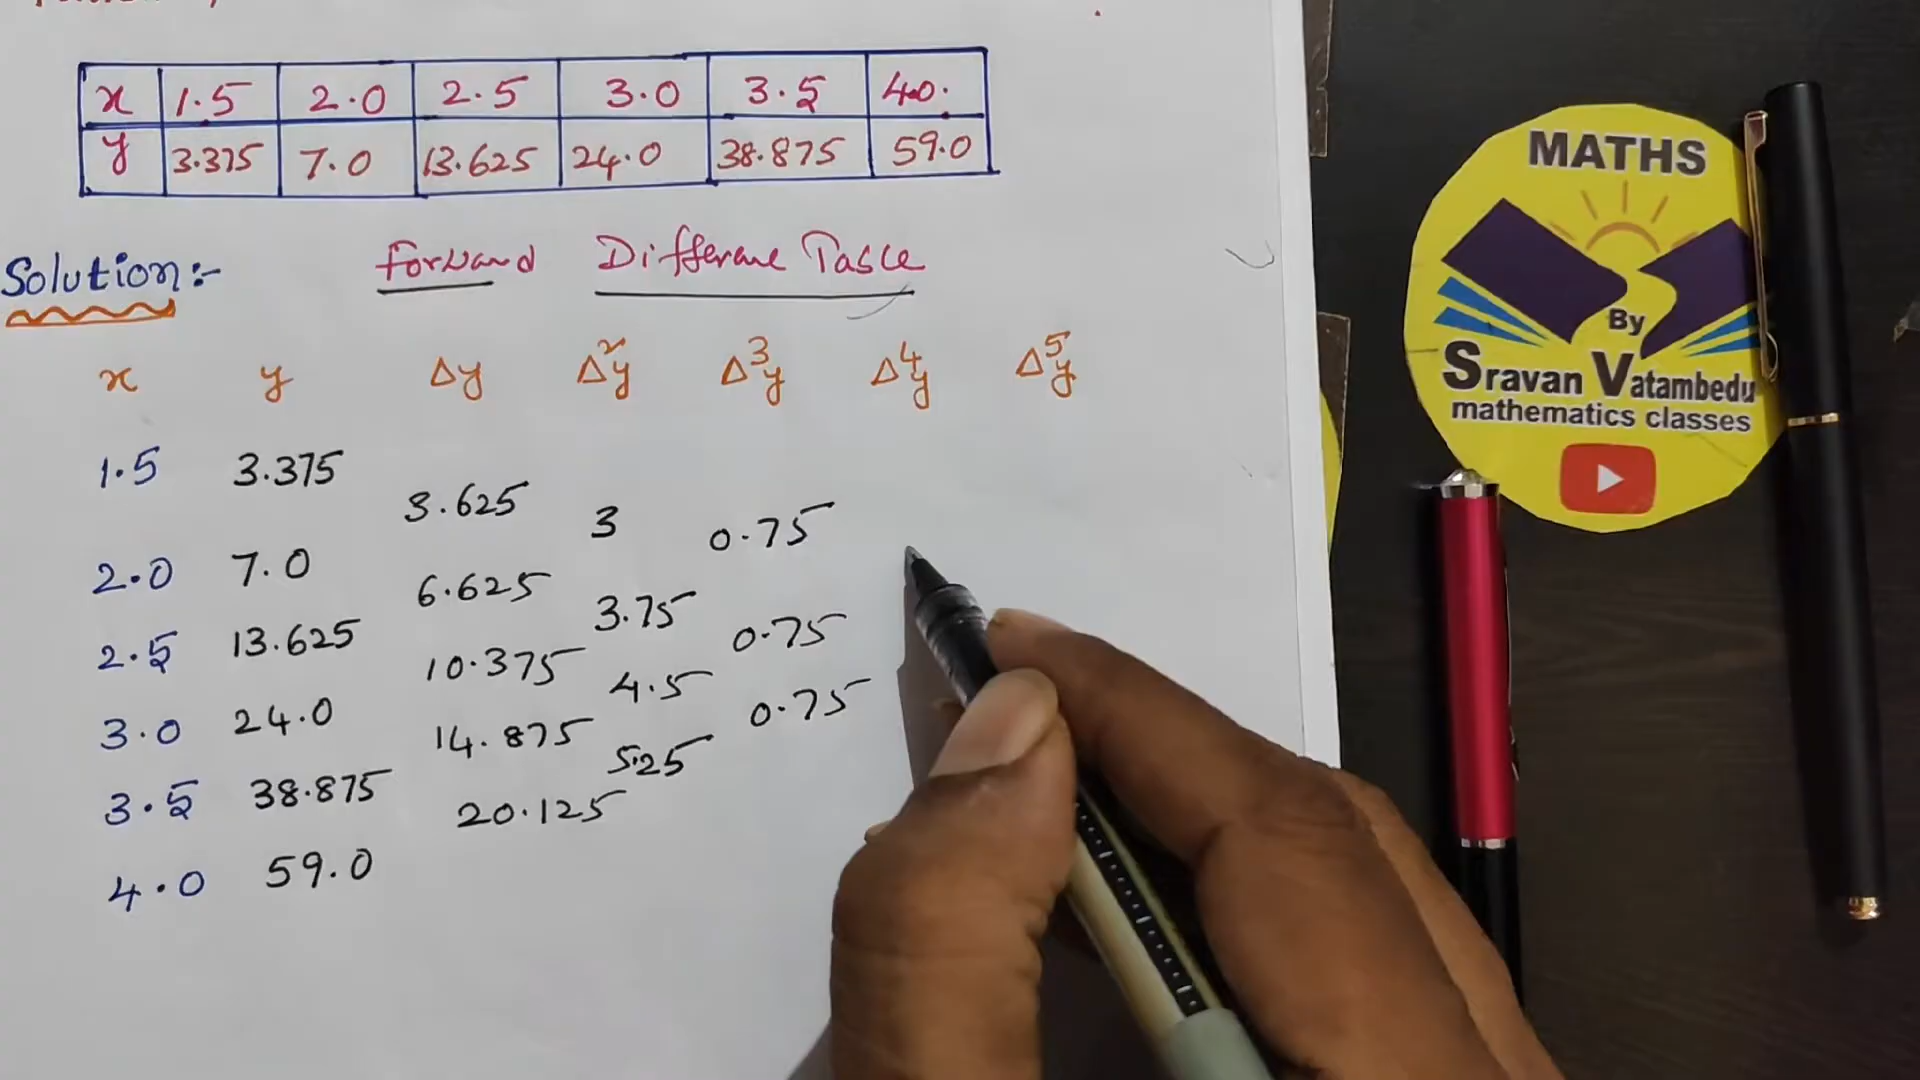 x 1.5 2.0 2.5 3.0 3.5 4.0.
y 3.375 7.0 13.625 24.0 38.875 59.0
Solution:- Forward Difference Table
x y Δy Δ²y Δ³y Δ⁴y Δ⁵y
1.5 3.375
3.625 3 0.75
2.0 7.0
6.625 3.75 0.75
2.5 13.625
10.375 4.5 0.75
3.0 24.0
14.875 5.25
3.5 38.875
20.125
4.0 59.0
MATHS
By
Sravan Vatambedu
mathematics classes